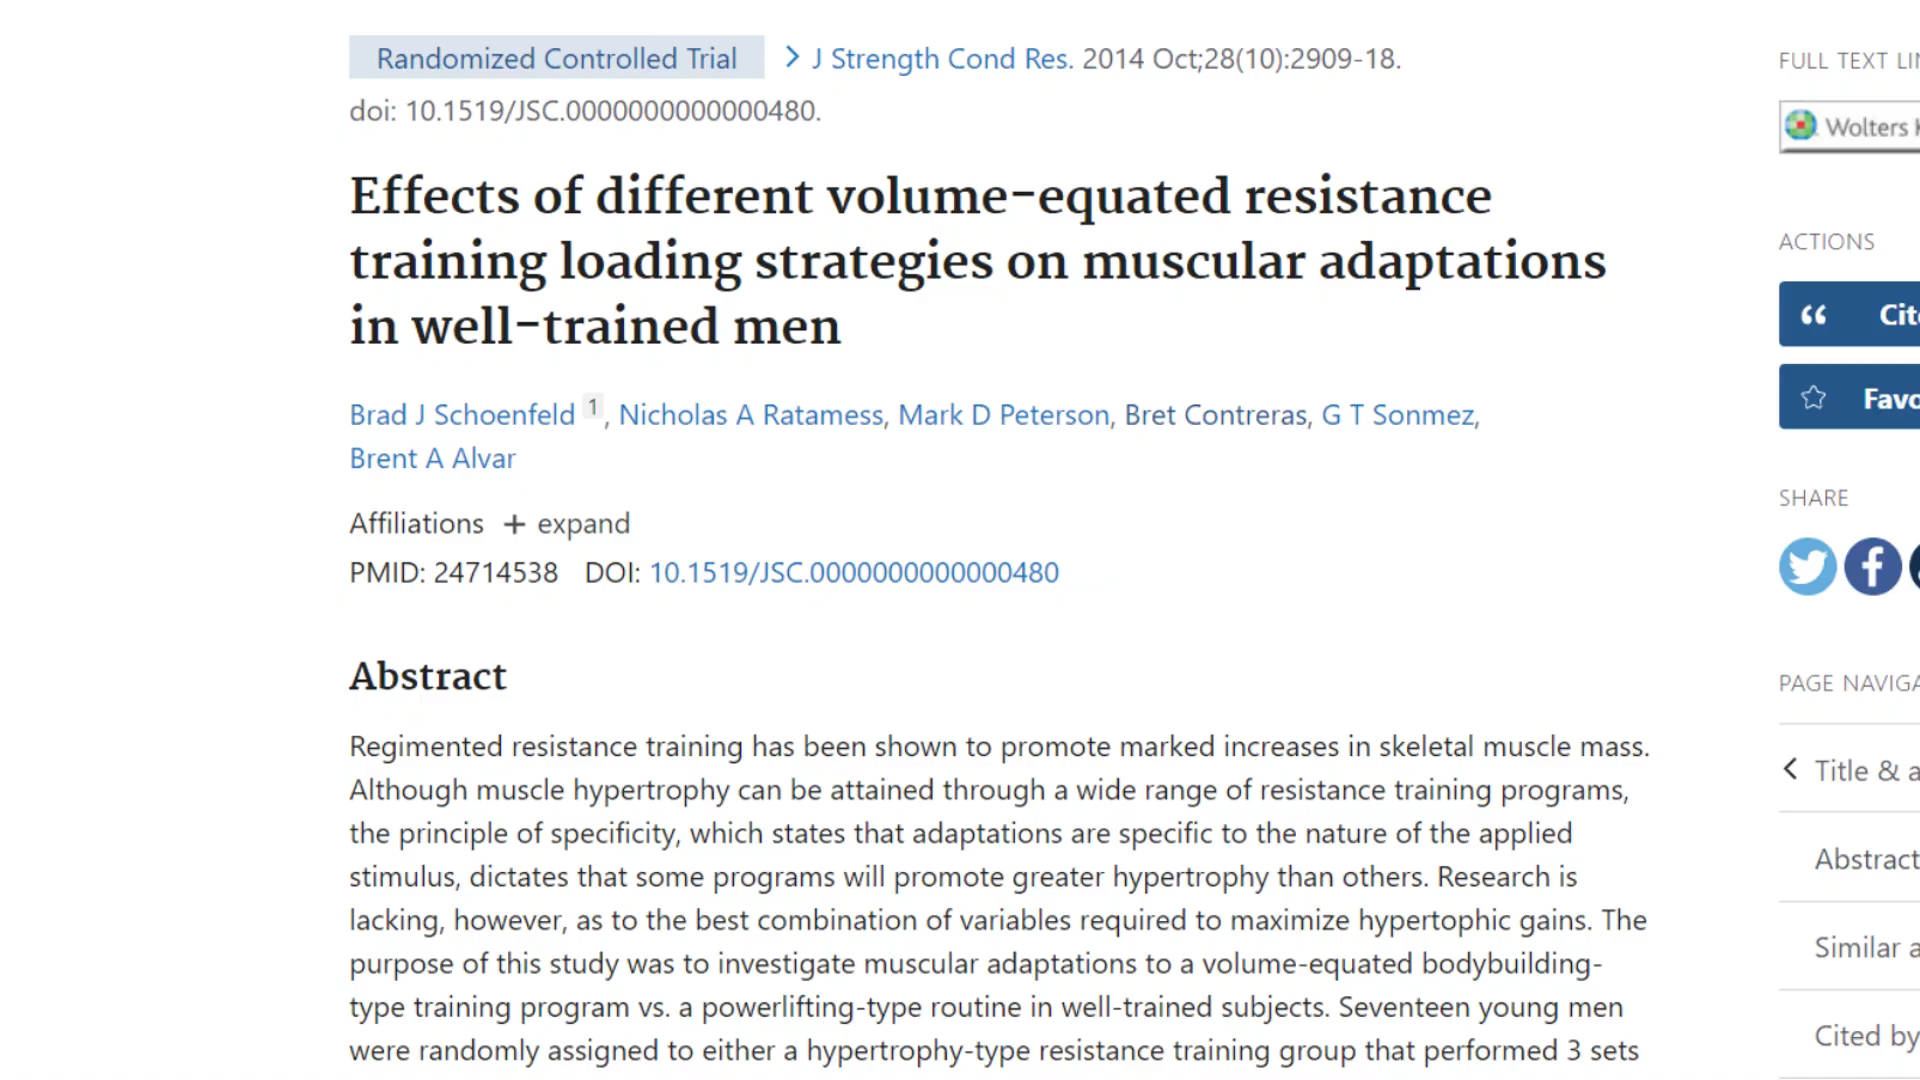 Randomized Controlled Trial > J Strength Cond Res. 2014 Oct;28(10):2909-18.
doi: 10.1519/JSC.0000000000000480.
Effects of different volume-equated resistance
training loading strategies on muscular adaptations
in well-trained men
Brad J Schoenfeld 1, Nicholas A Ratamess, Mark D Peterson, Bret Contreras, G T Sonmez,
Brent A Alvar
Affiliations + expand
PMID: 24714538 DOI: 10.1519/JSC.0000000000000480
Abstract
Regimented resistance training has been shown to promote marked increases in skeletal muscle mass.
Although muscle hypertrophy can be attained through a wide range of resistance training programs,
the principle of specificity, which states that adaptations are specific to the nature of the applied
stimulus, dictates that some programs will promote greater hypertrophy than others. Research is
lacking, however, as to the best combination of variables required to maximize hypertophic gains. The
purpose of this study was to investigate muscular adaptations to a volume-equated bodybuilding-
type training program vs. a powerlifting-type routine in well-trained subjects. Seventeen young men
were randomly assigned to either a hypertrophy-type resistance training group that performed 3 sets
FULL TEXT LI
Wolters
ACTIONS
Cit
Favo
SHARE
PAGE NAVIGA
Title & a
Abstract
Similar a
Cited by